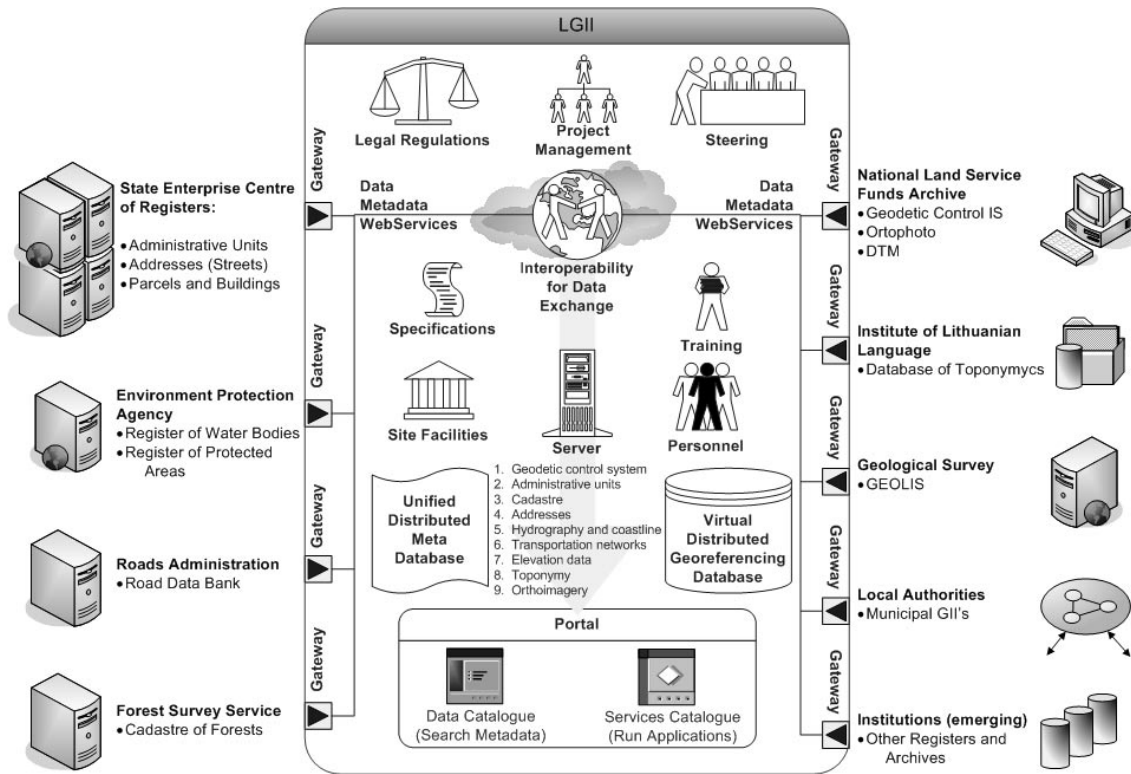 LGII
Legal Regulations
Project
Management
Steering
Gateway
Gateway
State Enterprise Centre
of Registers:
• Administrative Units
• Addresses (Streets)
• Parcels and Buildings
Data
Metadata
WebServices
Data
Metadata
WebServices
National Land Service
Funds Archive
• Geodetic Control IS
• Ortophoto
• DTM
Interoperability
for Data
Exchange
Specifications
Training
Gateway
Gateway
Institute of Lithuanian
Language
• Database of Toponymycs
Environment Protection
Agency
• Register of Water Bodies
• Register of Protected
Areas
Site Facilities
Server
Personnel
Gateway
Geological Survey
• GEOLIS
Unified
Distributed
Meta
Database
1. Geodetic control system
2. Administrative units
3. Cadastre
4. Addresses
5. Hydrography and coastline
6. Transportation networks
7. Elevation data
8. Toponymy
9. Orthoimagery
Virtual
Distributed
Georeferencing
Database
Gateway
Roads Administration
• Road Data Bank
Gateway
Local Authorities
• Municipal GII's
Portal
Data Catalogue
(Search Metadata)
Services Catalogue
(Run Applications)
Gateway
Forest Survey Service
• Cadastre of Forests
Gateway
Institutions (emerging)
• Other Registers and
Archives